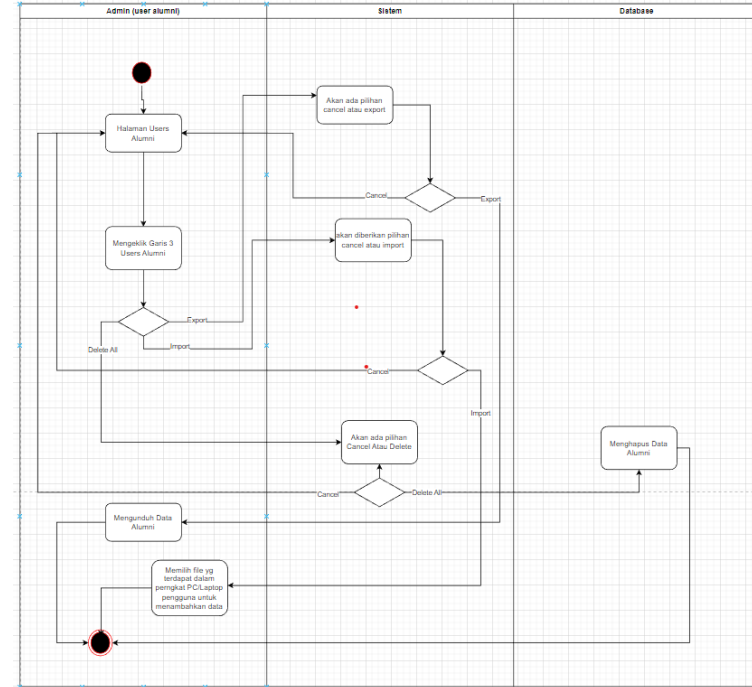 Admin (user alumni)
Sistem
Database
Akan ada pilihan
cancel atau export
Halaman Users
Alumni
Cancel
Export
akan diberikan pilihan
cancel atau import
Mengeklik Garis 3
Users Alumni
Export
Import
Delete All
Cancel
Import
Akan ada pilihan
Cancel Atau Delete
Menghapus Data
Alumni
Cancel
Delete All
Mengunduh Data
Alumni
Memilih file yg
terdapat dalam
perngkat PC/Laptop
pengguna untuk
menambahkan data